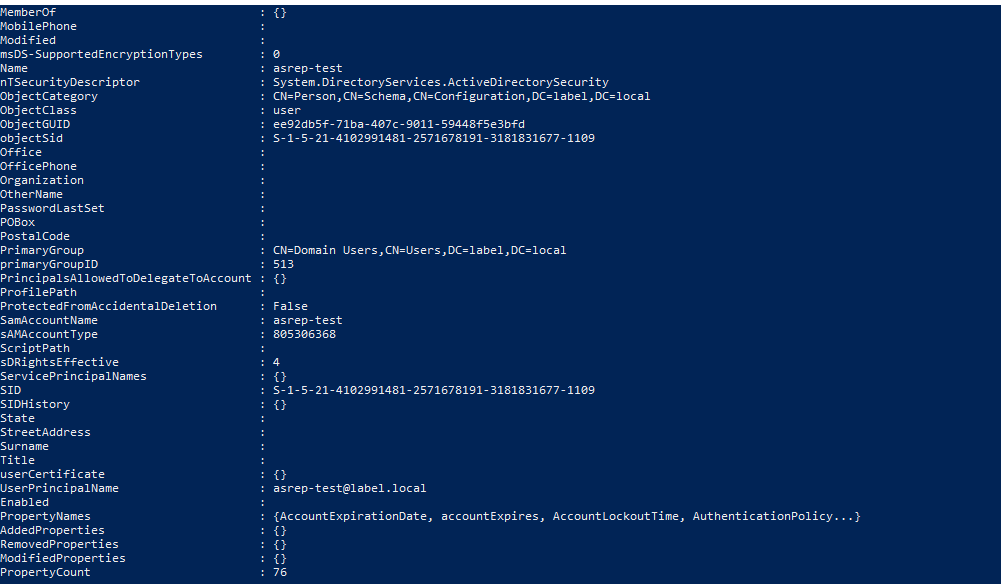 MemberOf                             : {}
MobilePhone                          :
Modified                             :
msDS-SupportedEncryptionTypes        : 0
Name                                 : asrep-test
nTSecurityDescriptor                 : System.DirectoryServices.ActiveDirectorySecurity
ObjectCategory                       : CN=Person,CN=Schema,CN=Configuration,DC=label,DC=local
ObjectClass                          : user
ObjectGUID                           : ee92db5f-71ba-407c-9011-59448f5e3bfd
objectSid                            : S-1-5-21-4102991481-2571678191-3181831677-1109
Office                               :
OfficePhone                          :
Organization                         :
OtherName                            :
PasswordLastSet                      :
POBox                                :
PostalCode                           :
PrimaryGroup                         : CN=Domain Users,CN=Users,DC=label,DC=local
primaryGroupID                       : 513
PrincipalsAllowedToDelegateToAccount : {}
ProfilePath                          :
ProtectedFromAccidentalDeletion      : False
SamAccountName                       : asrep-test
sAMAccountType                       : 805306368
ScriptPath                           :
sDRightsEffective                    : 4
ServicePrincipalNames                : {}
SID                                  : S-1-5-21-4102991481-2571678191-3181831677-1109
SIDHistory                           : {}
State                                :
StreetAddress                        :
Surname                              :
Title                                :
userCertificate                      : {}
UserPrincipalName                    : asrep-test@label.local
Enabled                              :
PropertyNames                        : {AccountExpirationDate, accountExpires, AccountLockoutTime, AuthenticationPolicy...}
AddedProperties                      : {}
RemovedProperties                    : {}
ModifiedProperties                   : {}
PropertyCount                        : 76